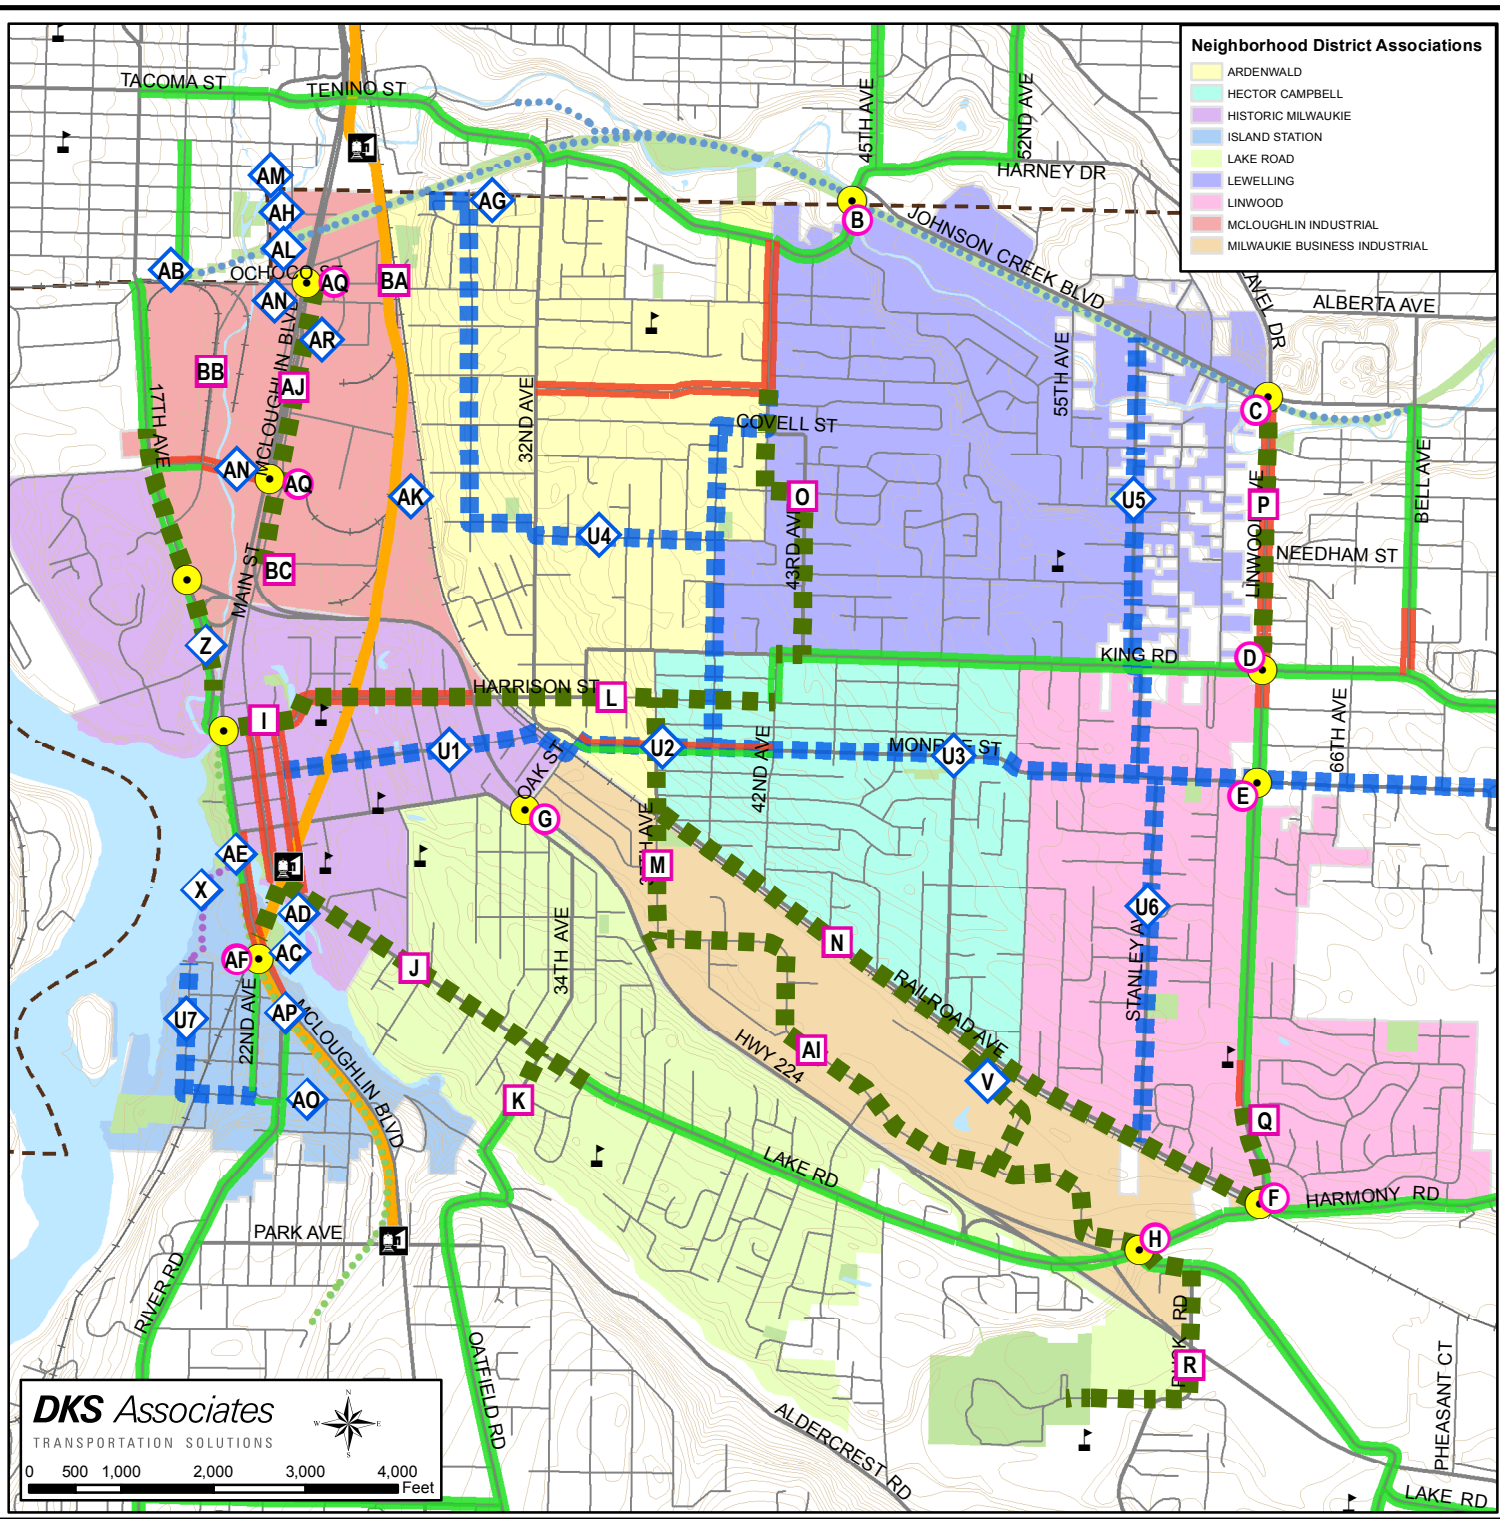 Neighborhood District Associations
ARDENWALD
HECTOR CAMPBELL
HISTORIC MILWAUKIE
ISLAND STATION
LAKE ROAD
LEWELLING
LINWOOD
MCLOUGHLIN INDUSTRIAL
MILWAUKIE BUSINESS INDUSTRIAL
TACOMA ST
TENINO ST
45TH AVE
52ND AVE
HARNEY DR
AM
AG
AH
B
JOHNSON CREEK BLVD
AL
AB
OCHOCO ST
AQ
BA
AN
AVEL DR
ALBERTA AVE
AR
BB
AJ
MCLOUGHLIN BLVD
17TH AVE
32ND AVE
55TH AVE
C
COVELL ST
AN
AQ
AK
O
U5
P
BELL AVE
LINWOOD AVE
U4
43RD AVE
NEEDHAM ST
BC
MAIN ST
Z
D
KING RD
HARRISON ST
L
I
66TH AVE
U1
U2
42ND AVE
MONROE ST
U3
OAK ST
E
G
M
AE
X
AD
U6
STANLEY AVE
AF
AC
J
34TH AVE
N
RAILROAD AVE
U7
22ND AVE
AP
MCLOUGHLIN BLVD
HWY 224
AI
V
AO
K
Q
LAKE RD
F
HARMONY RD
PARK AVE
H
RIVER RD
OATFIELD RD
R
PHEASANT CT
ALDERCREST RD
LAKE RD
DKS Associates
TRANSPORTATION SOLUTIONS
N
W E
S
0 500 1,000 2,000 3,000 4,000
Feet